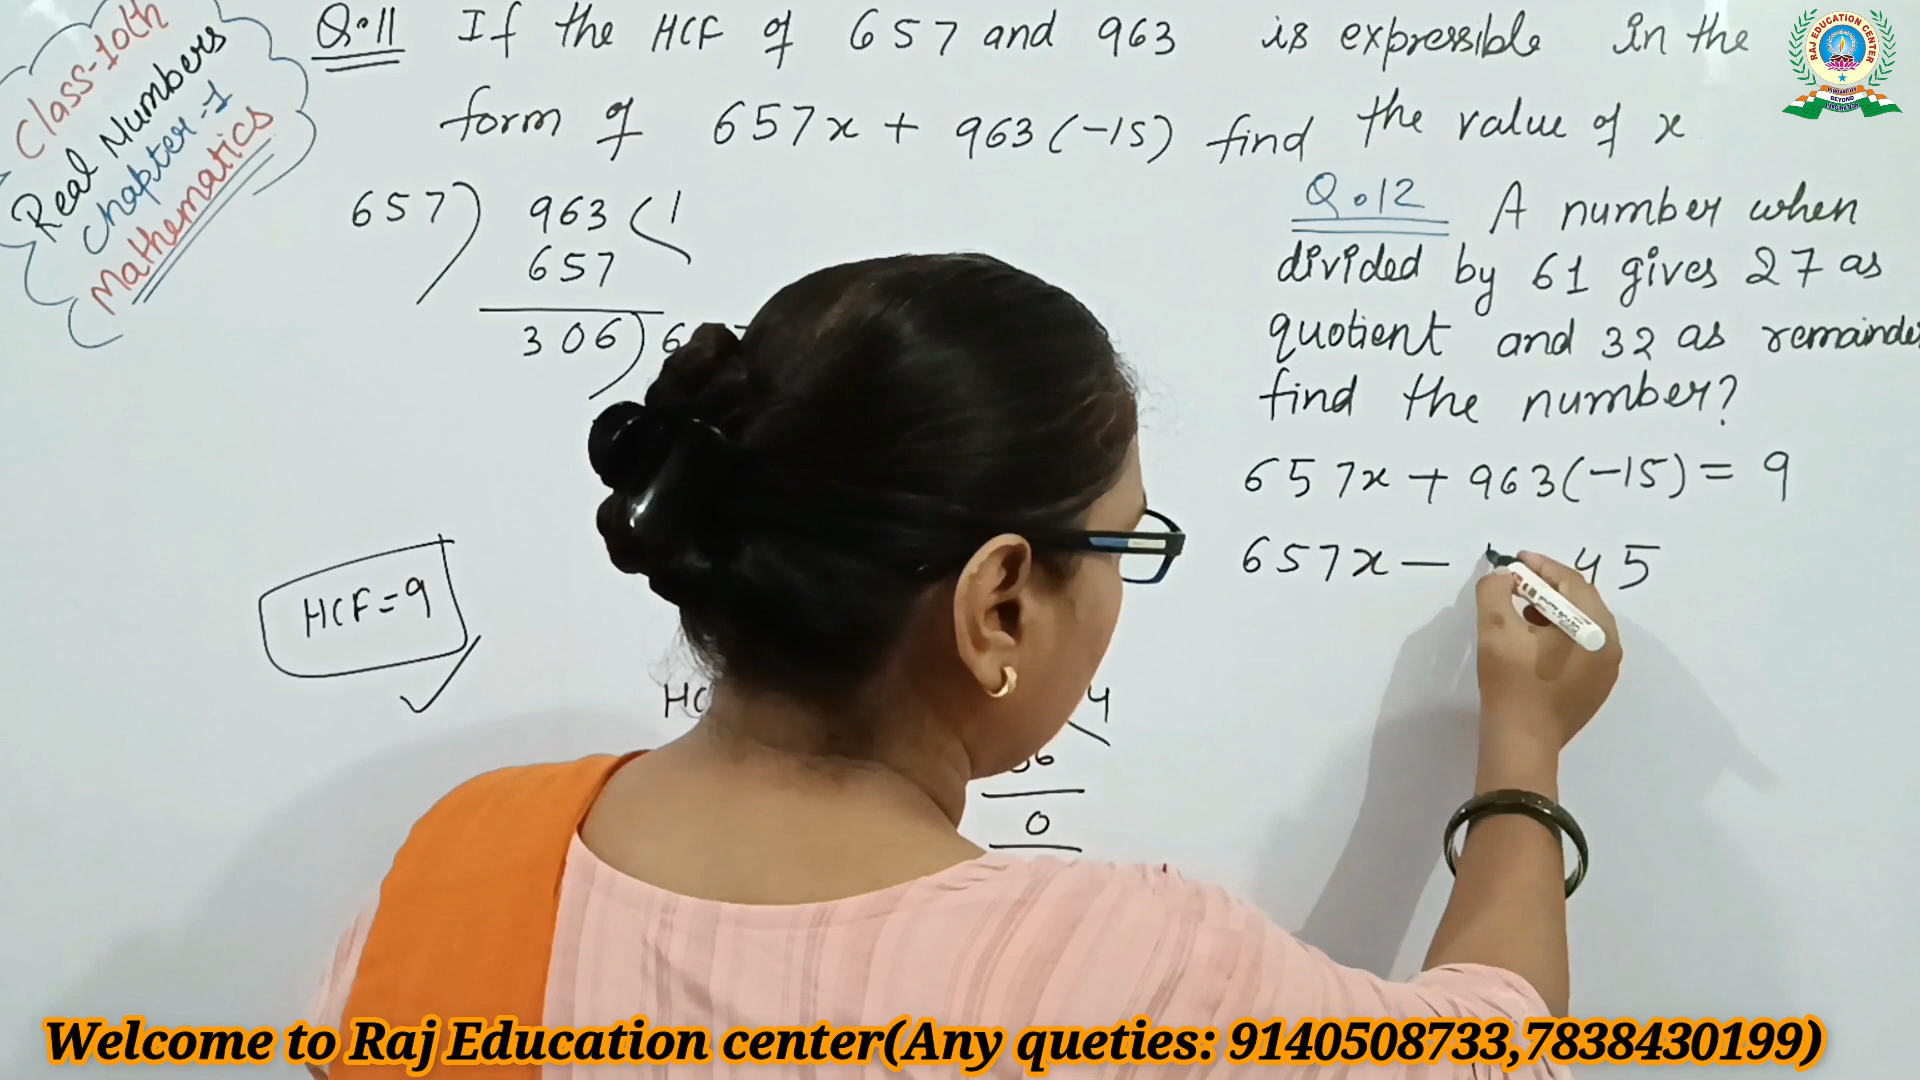 Class-10th
Real Numbers
Chapter-1
Mathematics
Q.11 If the HCF of 657 and 963 is expressible in the
form of 657x + 963(-15) find the value of x
657) 963 (1
657
306) 6
HCF=9
4
36
0
Q.12 A number when
divided by 61 gives 27 as
quotient and 32 as remainder
find the number?
657x + 963(-15) = 9
657x - 1 45
RAJ EDUCATION CENTER
Welcome to Raj Education center(Any queties: 9140508733,7838430199)